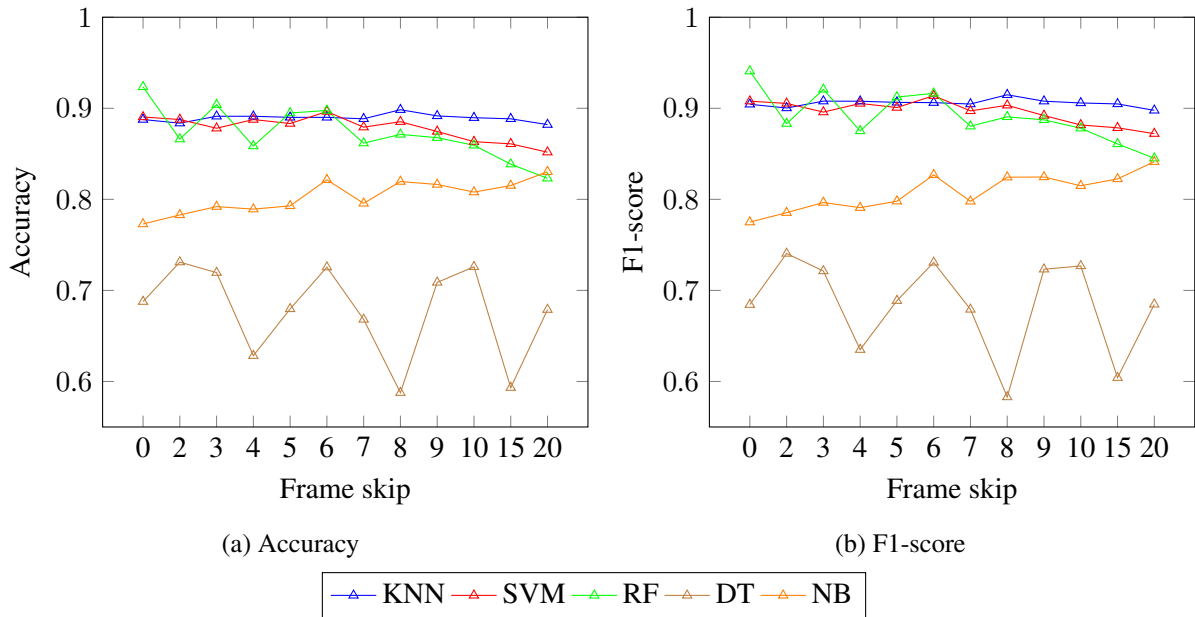 1
0.9
0.8
0.7
0.6
Accuracy
0 2 3 4 5 6 7 8 9 10 15 20
Frame skip
(a) Accuracy
1
0.9
0.8
0.7
0.6
F1-score
0 2 3 4 5 6 7 8 9 10 15 20
Frame skip
(b) F1-score
KNN SVM RF DT NB